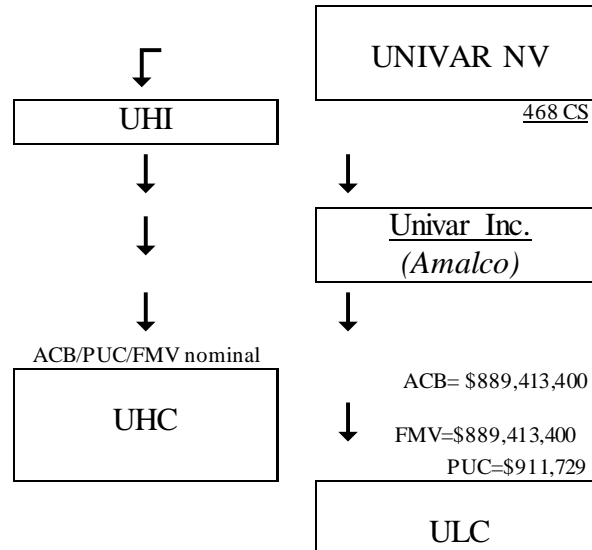 UNIVAR NV
468 CS
UHI
Univar Inc.
(Amalco)
ACB/PUC/FMV nominal
UHC
ACB= $889,413,400
FMV=$889,413,400
PUC=$911,729
ULC